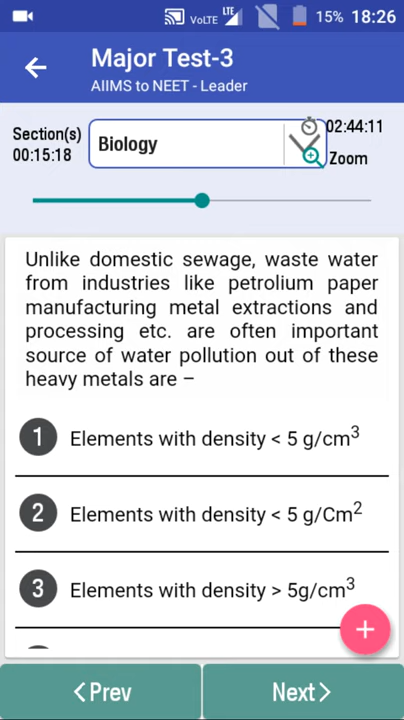 VoLTE LTE 15% 18:26
Major Test-3
AIIMS to NEET - Leader
Section(s)
00:15:18
Biology
02:44:11
Zoom
Unlike domestic sewage, waste water
from industries like petrolium paper
manufacturing metal extractions and
processing etc. are often important
source of water pollution out of these
heavy metals are –
1 Elements with density < 5 g/cm³
2 Elements with density < 5 g/Cm²
3 Elements with density > 5g/cm³
+
<Prev
Next>